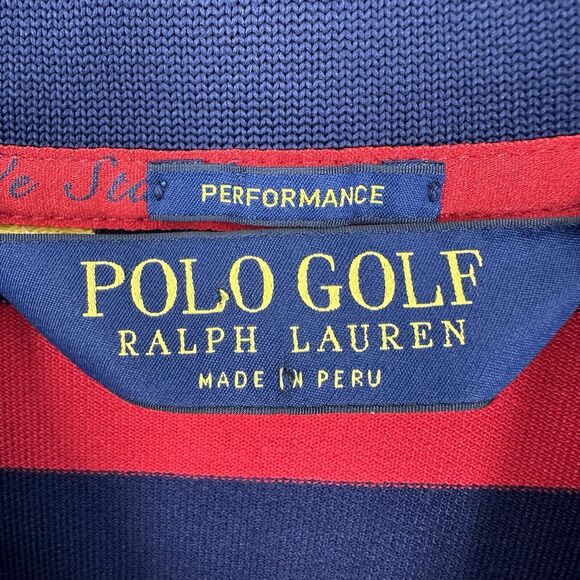 PERFORMANCE
POLO GOLF
RALPH LAUREN
MADE IN PERU